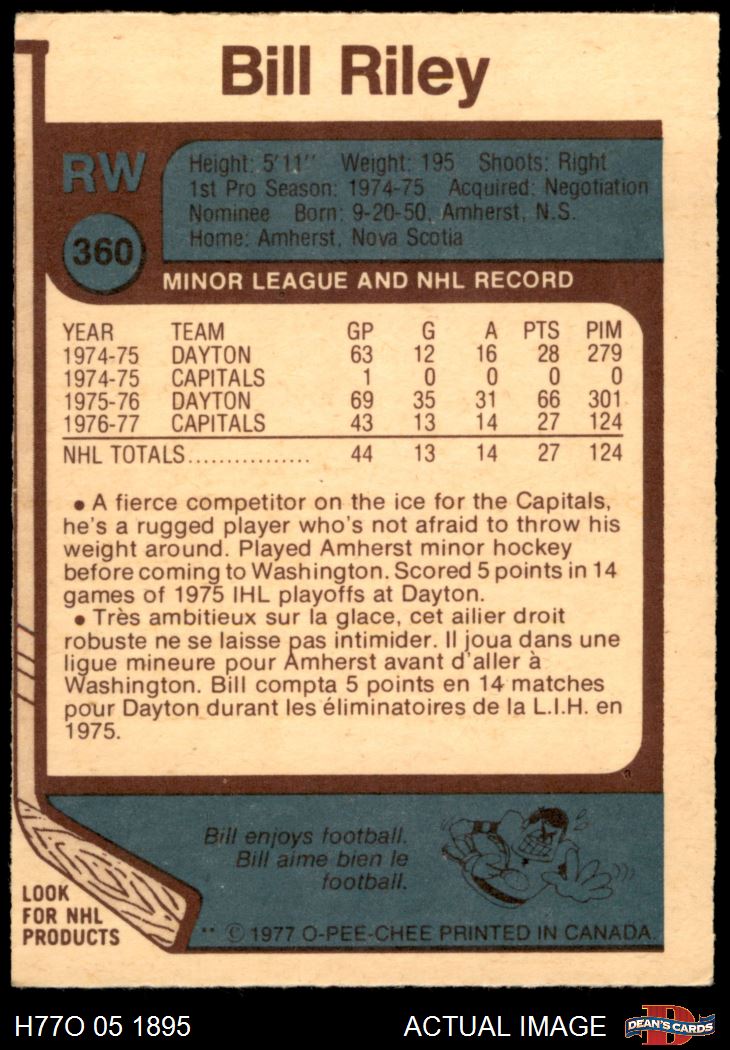 Bill Riley
RW
360
Height: 5'11" Weight: 195 Shoots: Right
1st Pro Season: 1974-75 Acquired: Negotiation
Nominee Born: 9-20-50, Amherst, N.S.
Home: Amherst, Nova Scotia
MINOR LEAGUE AND NHL RECORD
YEAR TEAM GP G A PTS PIM
1974-75 DAYTON 63 12 16 28 279
1974-75 CAPITALS 1 0 0 0 0
1975-76 DAYTON 69 35 31 66 301
1976-77 CAPITALS 43 13 14 27 124
NHL TOTALS................ 44 13 14 27 124
• A fierce competitor on the ice for the Capitals,
he's a rugged player who's not afraid to throw his
weight around. Played Amherst minor hockey
before coming to Washington. Scored 5 points in 14
games of 1975 IHL playoffs at Dayton.
• Très ambitieux sur la glace, cet ailier droit
robuste ne se laisse pas intimider. Il joua dans une
ligue mineure pour Amherst avant d'aller à
Washington. Bill compta 5 points en 14 matches
pour Dayton durant les éliminatoires de la L.I.H. en
1975.
Bill enjoys football.
Bill aime bien le
football.
LOOK
FOR NHL
PRODUCTS
** © 1977 O-PEE-CHEE PRINTED IN CANADA.
H77O 05 1895
ACTUAL IMAGE
D
DEAN'S CARDS